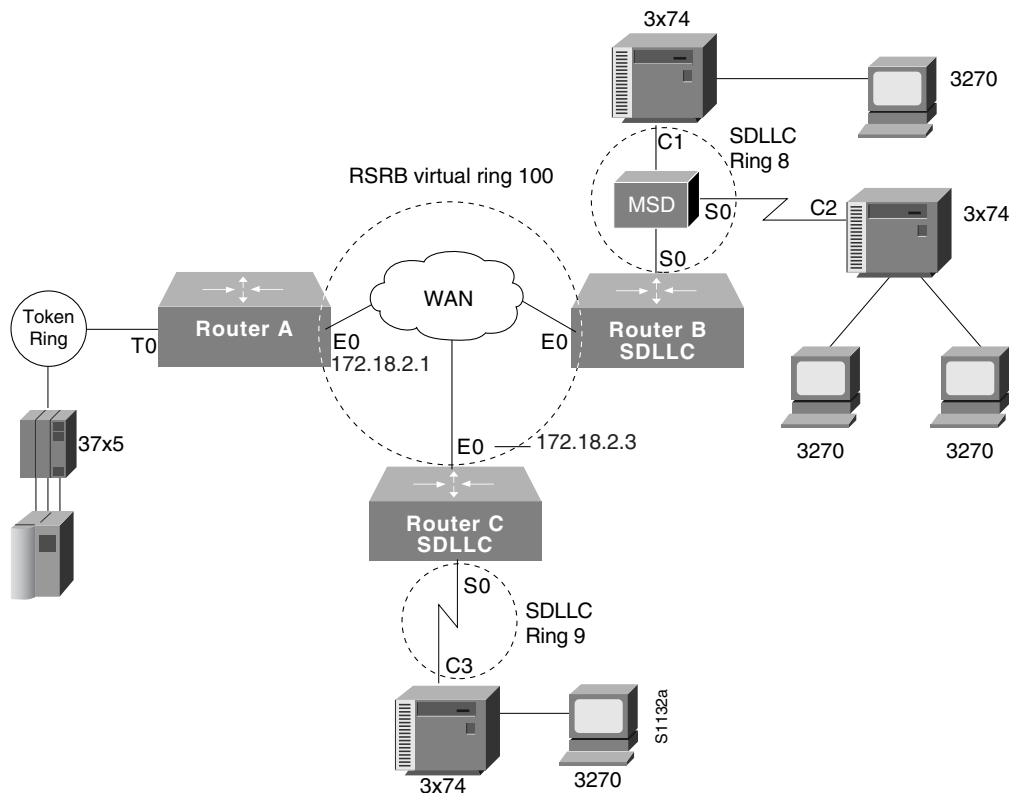 3x74
3270
C1
SDLLC
Ring 8
RSRB virtual ring 100
MSD
S0
C2
3x74
S0
WAN
Token
Ring
T0
Router A
E0
172.18.2.1
E0
Router B
SDLLC
37x5
E0
172.18.2.3
3270
3270
Router C
SDLLC
S0
SDLLC
Ring 9
C3
S1132a
3x74
3270